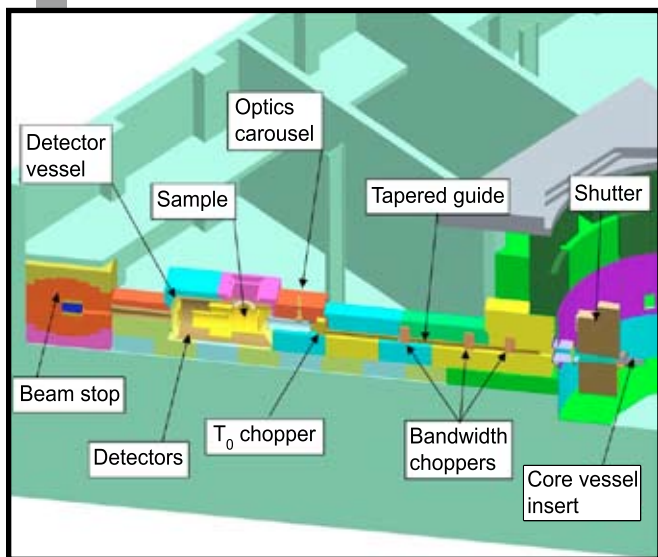 Optics
carousel
Detector
vessel
Sample
Tapered guide
Shutter
Beam stop
Detectors
T₀ chopper
Bandwidth
choppers
Core vessel
insert